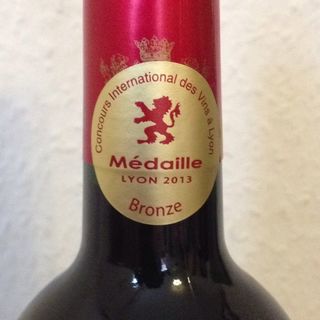 Concours International des Vins à Lyon
Médaille
LYON 2013
Bronze